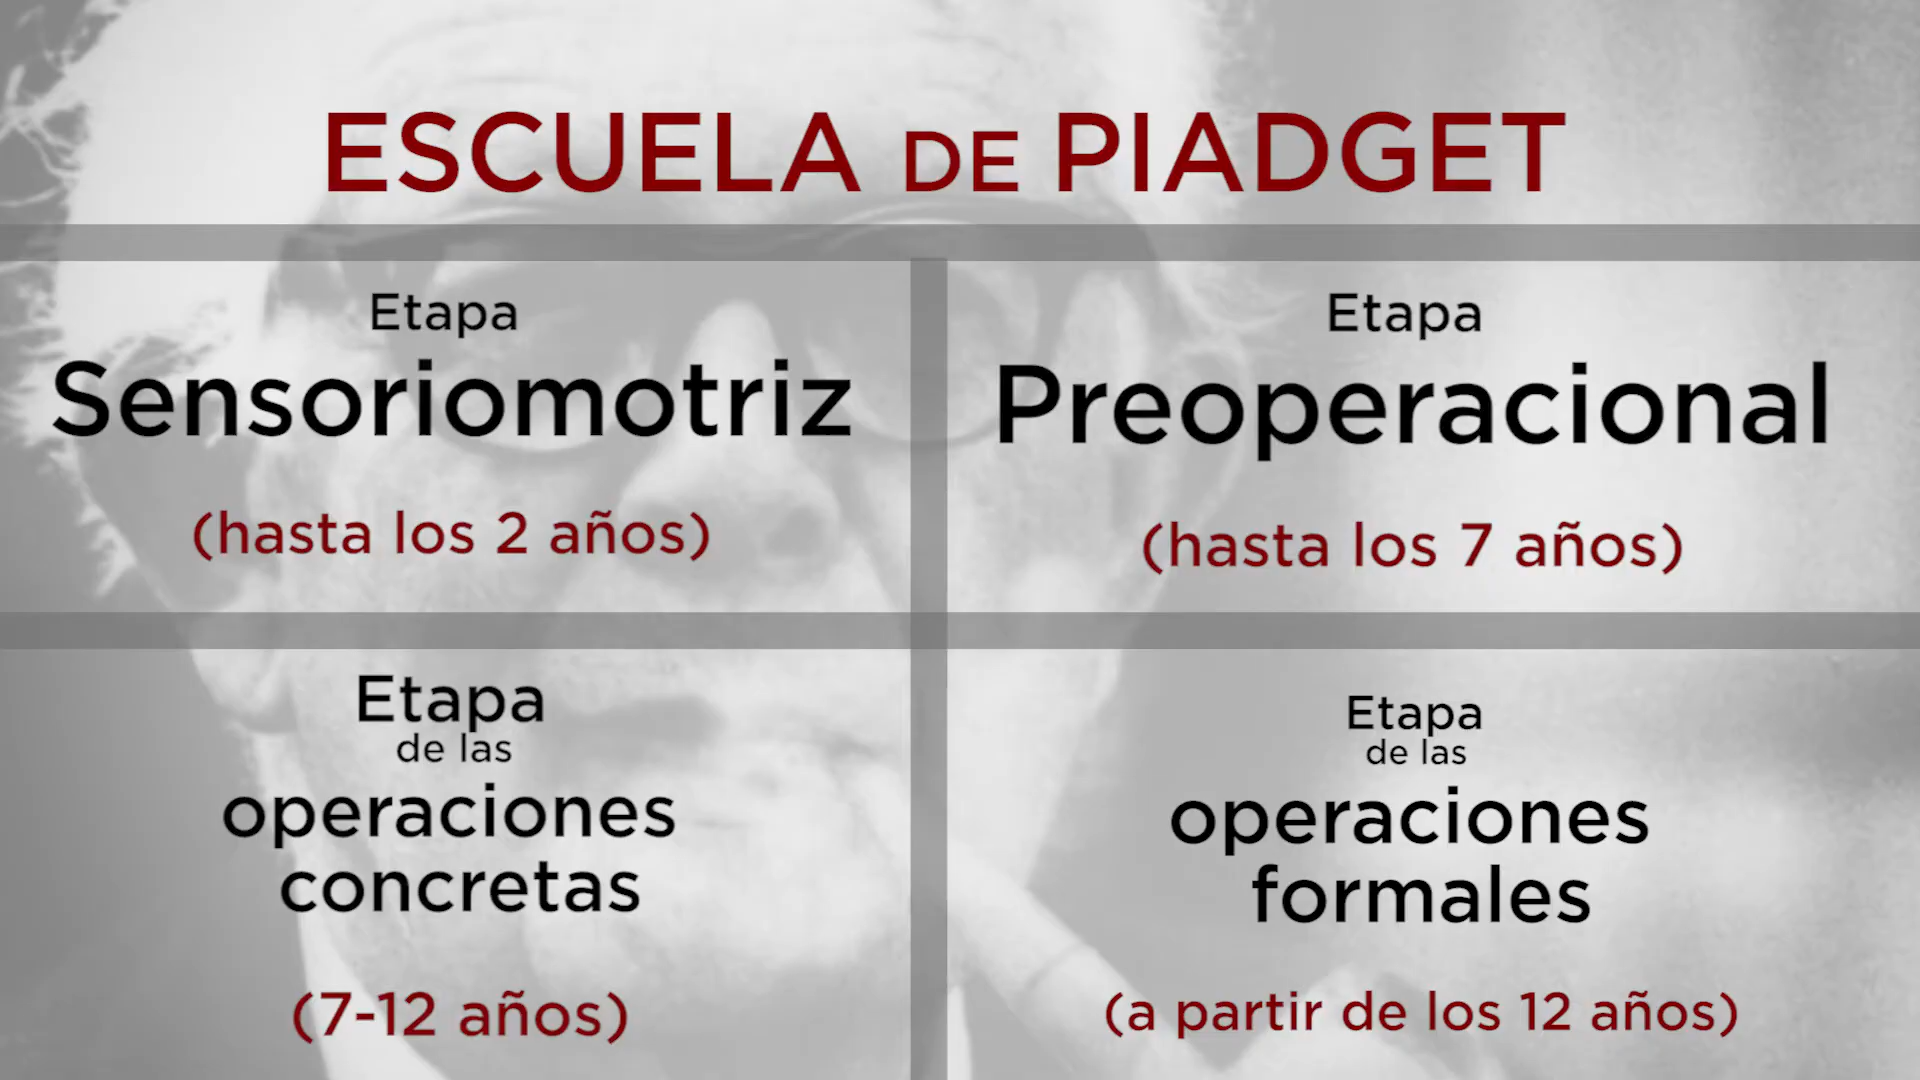 ESCUELA DE PIADGET
Etapa
Sensoriomotriz
(hasta los 2 años)
Etapa
Preoperacional
(hasta los 7 años)
Etapa
de las
operaciones
concretas
(7-12 años)
Etapa
de las
operaciones
formales
(a partir de los 12 años)